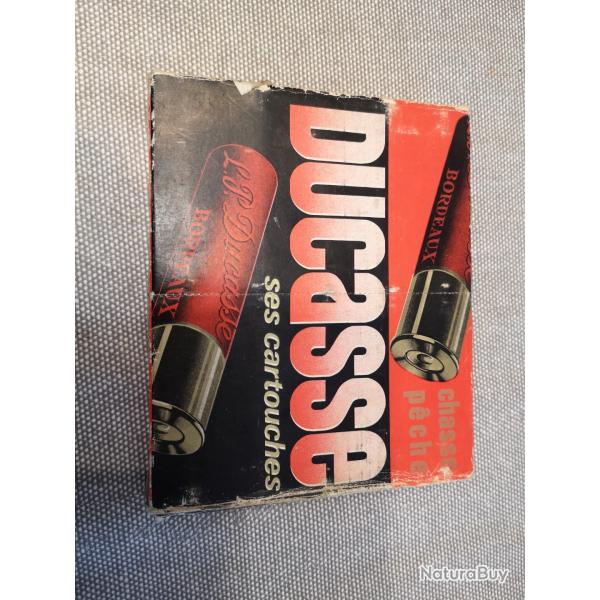 chasse
pêche
BORDEAUX
DUCASSE
ses cartouches
L.P. Ducasse
BORDEAUX
NaturaBuy